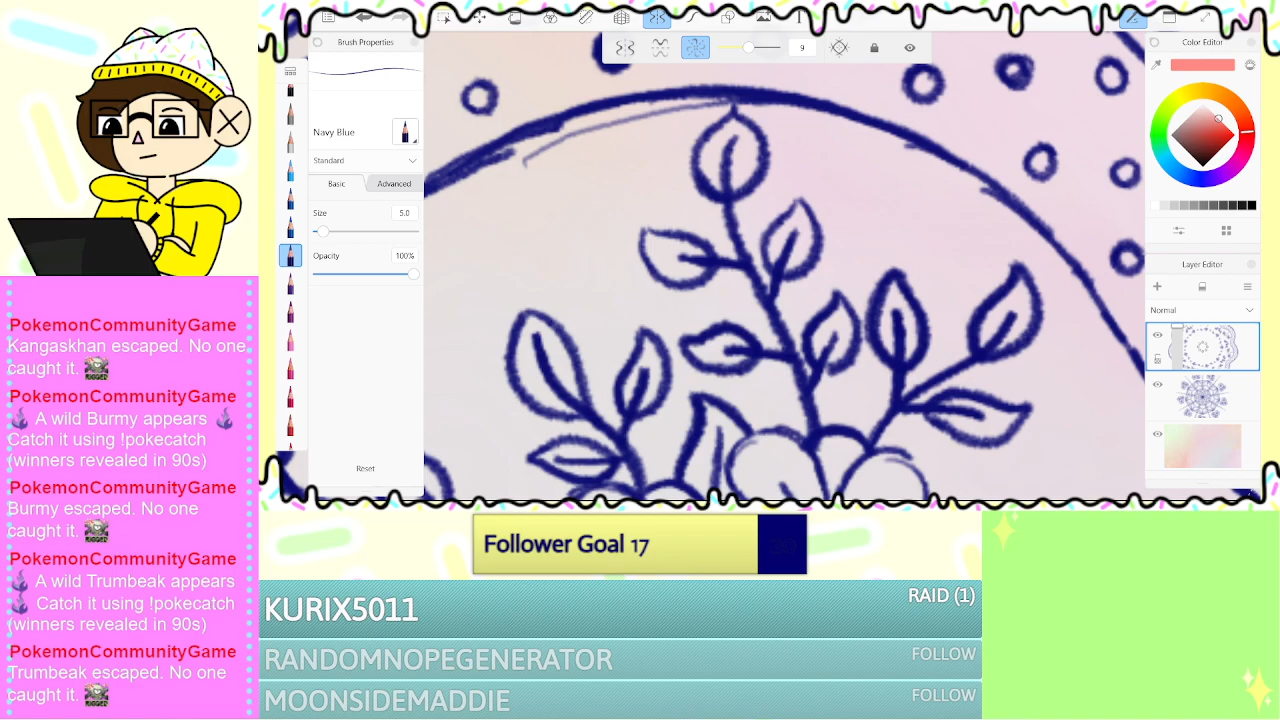 Brush Properties
9
Color Editor
Navy Blue
Standard
Basic
Advanced
Size
5.0
Opacity
100%
Reset
Layer Editor
Normal
PokemonCommunityGame
Kangaskhan escaped. No one
caught it.
PokemonCommunityGame
A wild Burmy appears
Catch it using !pokecatch
(winners revealed in 90s)
PokemonCommunityGame
Burmy escaped. No one
caught it.
PokemonCommunityGame
A wild Trumbeak appears
Catch it using !pokecatch
(winners revealed in 90s)
PokemonCommunityGame
Trumbeak escaped. No one
caught it.
Follower Goal 17
KURIX5011
RAID (1)
RANDOMNOPEGENERATOR
FOLLOW
MOONSIDEMADDIE
FOLLOW